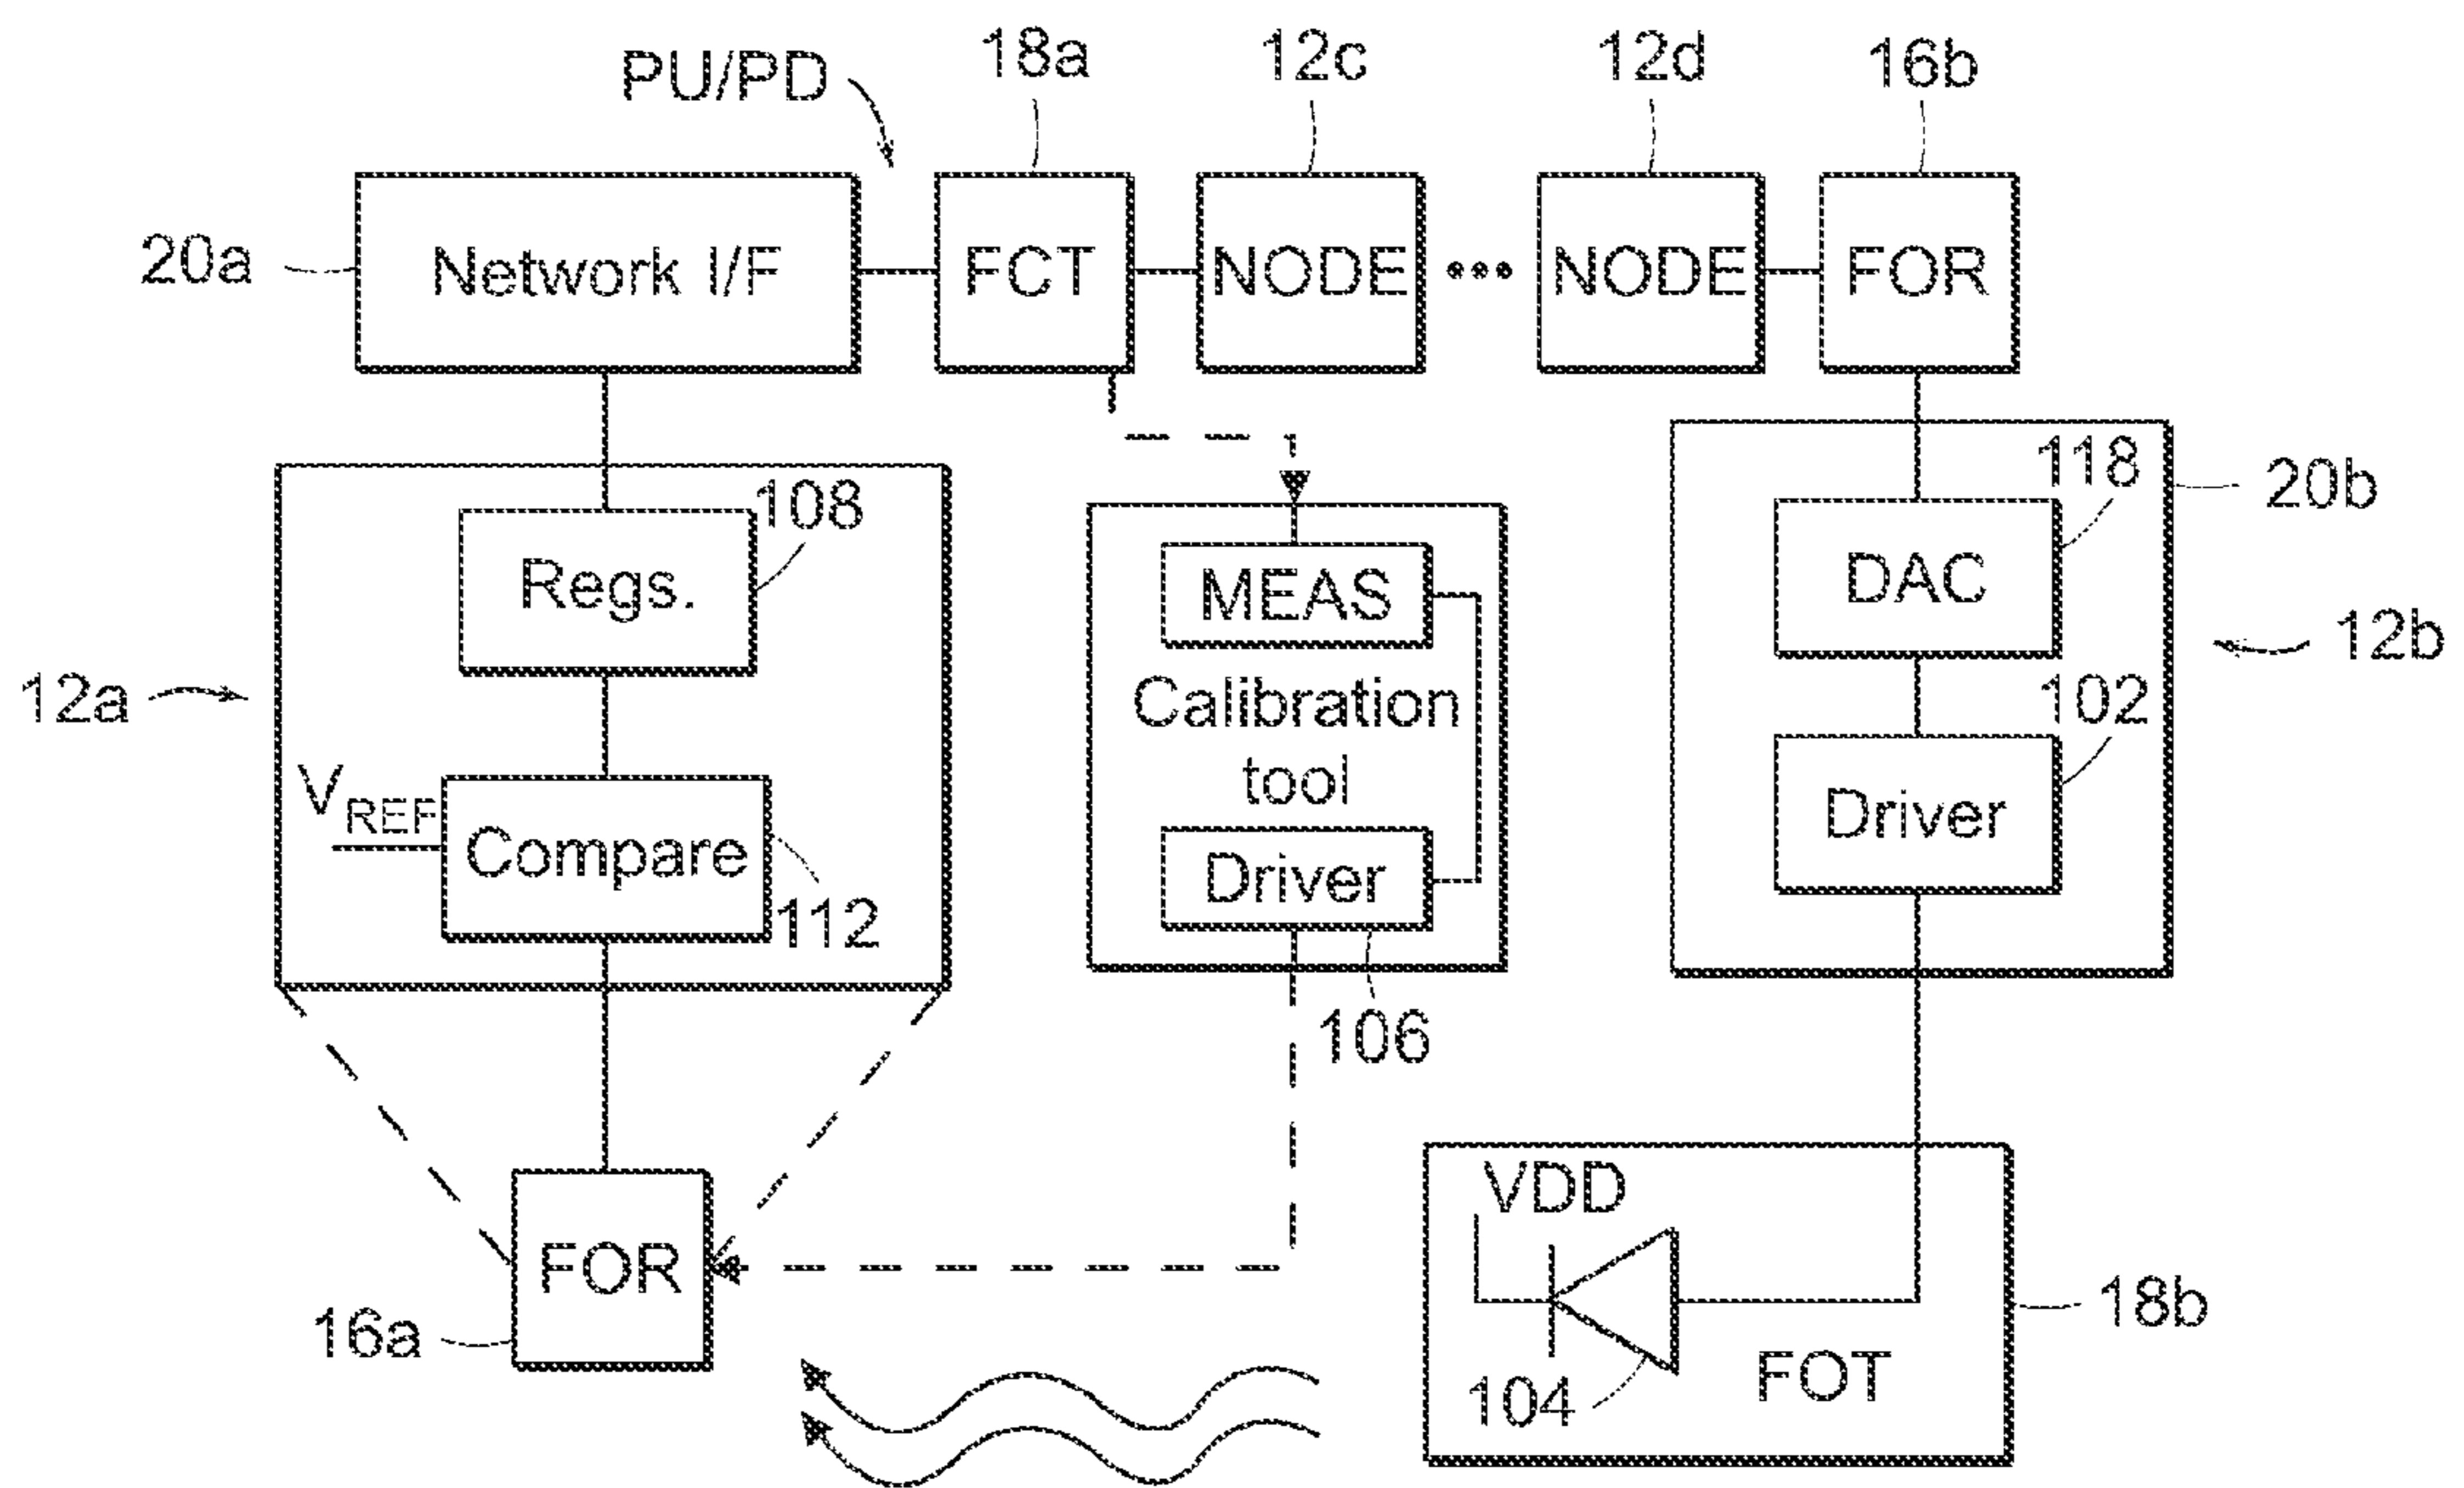 PU/PD
18a
12c
12d
16b
20a
Network I/F
FCT
NODE
•••
NODE
FOR
108
Regs.
118
20b
MEAS
DAC
12a
Calibration
tool
12b
102
VREF
Compare
Driver
Driver
112
106
VDD
FOR
16a
18b
104
FOT